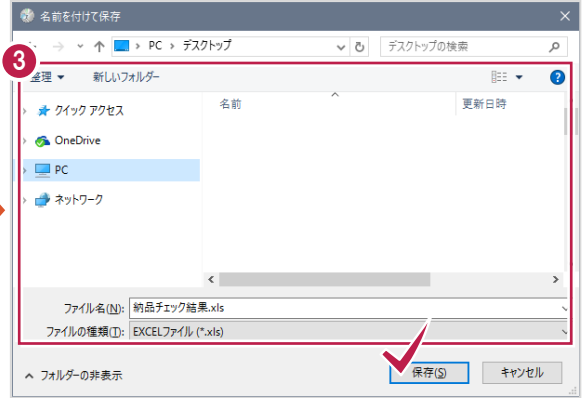 名前を付けて保存
PC › デスクトップ
デスクトップの検索
3
整理
新しいフォルダー
名前
更新日時
クイック アクセス
OneDrive
PC
ネットワーク
ファイル名(N): 納品チェック結果.xls
ファイルの種類(T): EXCELファイル (*.xls)
フォルダーの非表示
保存(S)
キャンセル